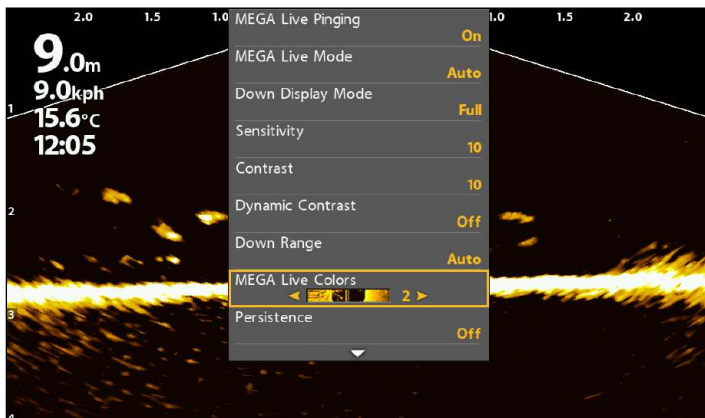 2.0 1.5 1.0 1.0 1.5 2.0
9.0m
9.0kph
15.6°C
12:05
1
2
3
4
MEGA Live Pinging
On
MEGA Live Mode
Auto
Down Display Mode
Full
Sensitivity
10
Contrast
10
Dynamic Contrast
Off
Down Range
Auto
MEGA Live Colors
2
Persistence
Off